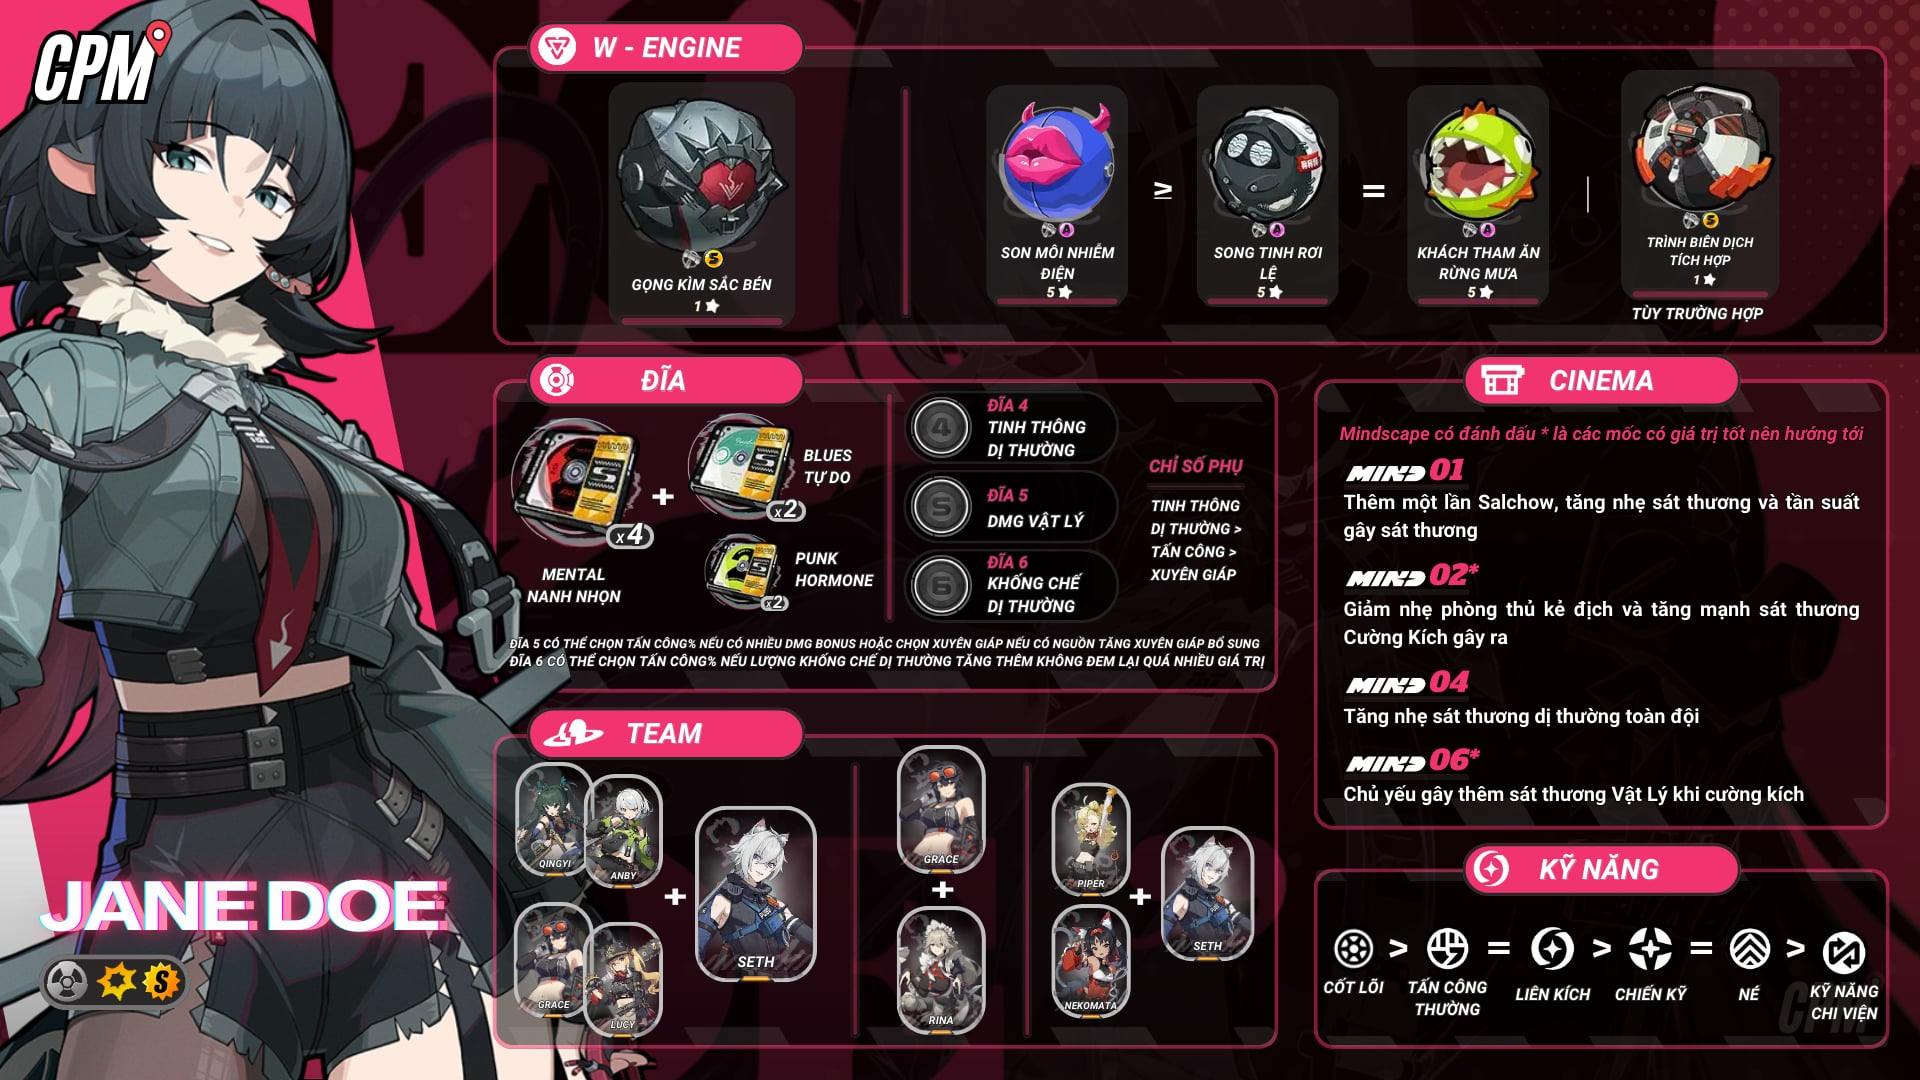 CPM
W - ENGINE
S
GỌNG KÌM SẮC BÉN
1
A
SON MÔI NHIỄM
ĐIỆN
5
≥
A
SONG TINH RƠI
LỆ
5
=
A
KHÁCH THAM ĂN
RỪNG MƯA
5
S
TRÌNH BIÊN DỊCH
TÍCH HỢP
1
TÙY TRƯỜNG HỢP
ĐĨA
x4
MENTAL
NANH NHỌN
+
BLUES
TỰ DO
x2
PUNK
HORMONE
x2
4
ĐĨA 4
TINH THÔNG
DỊ THƯỜNG
5
ĐĨA 5
DMG VẬT LÝ
6
ĐĨA 6
KHỐNG CHẾ
DỊ THƯỜNG
CHỈ SỐ PHỤ
TINH THÔNG
DỊ THƯỜNG >
TẤN CÔNG >
XUYÊN GIÁP
ĐĨA 5 CÓ THỂ CHỌN TẤN CÔNG% NẾU CÓ NHIỀU DMG BONUS HOẶC CHỌN XUYÊN GIÁP NẾU CÓ NGUỒN TĂNG XUYÊN GIÁP BỔ SUNG
ĐĨA 6 CÓ THỂ CHỌN TẤN CÔNG% NẾU LƯỢNG KHỐNG CHẾ DỊ THƯỜNG TĂNG THÊM KHÔNG ĐEM LẠI QUÁ NHIỀU GIÁ TRỊ
CINEMA
Mindscape có đánh dấu * là các mốc có giá trị tốt nên hướng tới
MIND 01
Thêm một lần Salchow, tăng nhẹ sát thương và tần suất
gây sát thương
MIND 02*
Giảm nhẹ phòng thủ kẻ địch và tăng mạnh sát thương
Cường Kích gây ra
MIND 04
Tăng nhẹ sát thương dị thường toàn đội
MIND 06*
Chủ yếu gây thêm sát thương Vật Lý khi cường kích
TEAM
QINGYI
ANBY
GRACE
LUCY
+
SETH
GRACE
+
RINA
PIPER
NEKOMATA
+
SETH
KỸ NĂNG
CỐT LÕI
>
TẤN CÔNG
THƯỜNG
=
LIÊN KÍCH
>
CHIẾN KỸ
=
NÉ
>
KỸ NĂNG
CHI VIỆN
CPM
JANE DOE
S